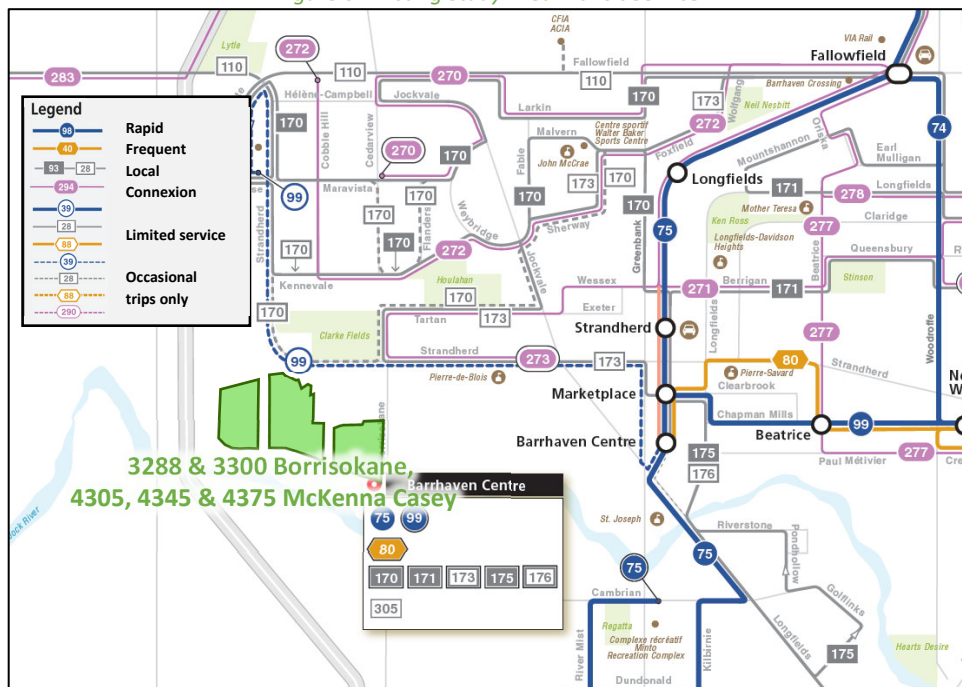 CFIA
ACIA
VIA Rail
Lytle
Fallowfield
Fallowfield
272
283
110
110
270
110
Barrhaven Crossing
Hélène-Campbell
Jockvale
Larkin
170
173
Wolfgang
Neil Nesbitt
74
Legend
98
Rapid
40
Frequent
93
28
Local
294
Connexion
39
28
Limited service
88
39
28
Occasional
88
trips only
290
170
Cobble Hill
Cedarview
270
170
Malvern
Centre sportif
Walter Baker
Sports Centre
272
Foxfield
Oriska
Mountshannon
Earl
Mulligan
Fable
John McCrae
173
170
170
Longfields
171
278
Longfields
Maravista
99
Strandherd
170
170
Flanders
170
Weybridge
Sherway
170
Greenbank
75
Ken Ross
Mother Teresa
277
Claridge
Longfields-Davidson
Heights
Beatrice
Queensbury
170
272
Kennevale
Jockvale
Houlahan
170
Wessex
271
Berrigan
171
Stinson
170
Tartan
173
Exeter
Clarke Fields
Strandherd
Longfields
277
Woodroffe
99
Strandherd
273
173
80
Strandherd
Pierre-de-Blois
Pierre-Savard
Clearbrook
Marketplace
Chapman Mills
99
Beatrice
Barrhaven Centre
175
176
Paul Métivier
277
3288 & 3300 Borrisokane,
4305, 4345 & 4375 McKenna Casey
Barrhaven Centre
75
99
80
170
171
173
175
176
305
St. Joseph
Riverstone
Pondhollow
75
75
Cambrian
Golflinks
Regatta
Complexe récréatif
Minto
Recreation Complex
River Mist
Kilbirnie
Longfields
175
Hearts Desire
Dundonald